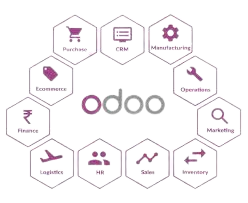 Purchase
CRM
Manufacturing
Ecommerce
Operations
odoo
Finance
Marketing
Logistics
HR
Sales
Inventory